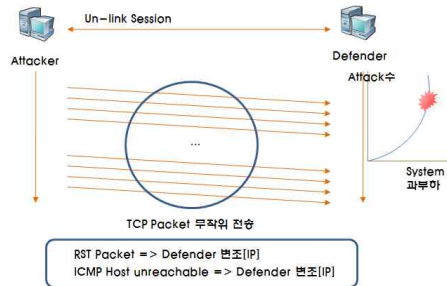 Un-link Session
Attacker
Defender
Attack수
...
System
과부하
TCP Packet 무작위 전송
RST Packet => Defender 변조[IP]
ICMP Host unreachable => Defender 변조[IP]